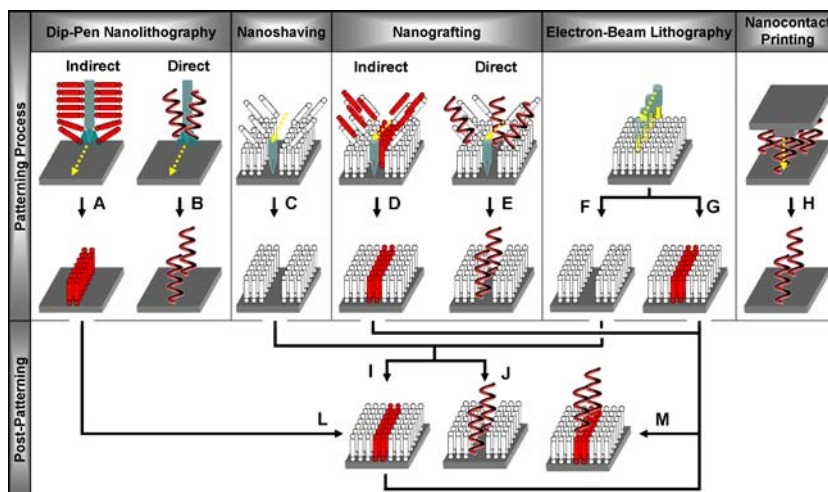 Dip-Pen Nanolithography Nanoshaving Nanografting Electron-Beam Lithography Nanocontact Printing
Indirect Direct Indirect Direct
Patterning Process
A B C D E F G H
Post-Patterning
I J
L M